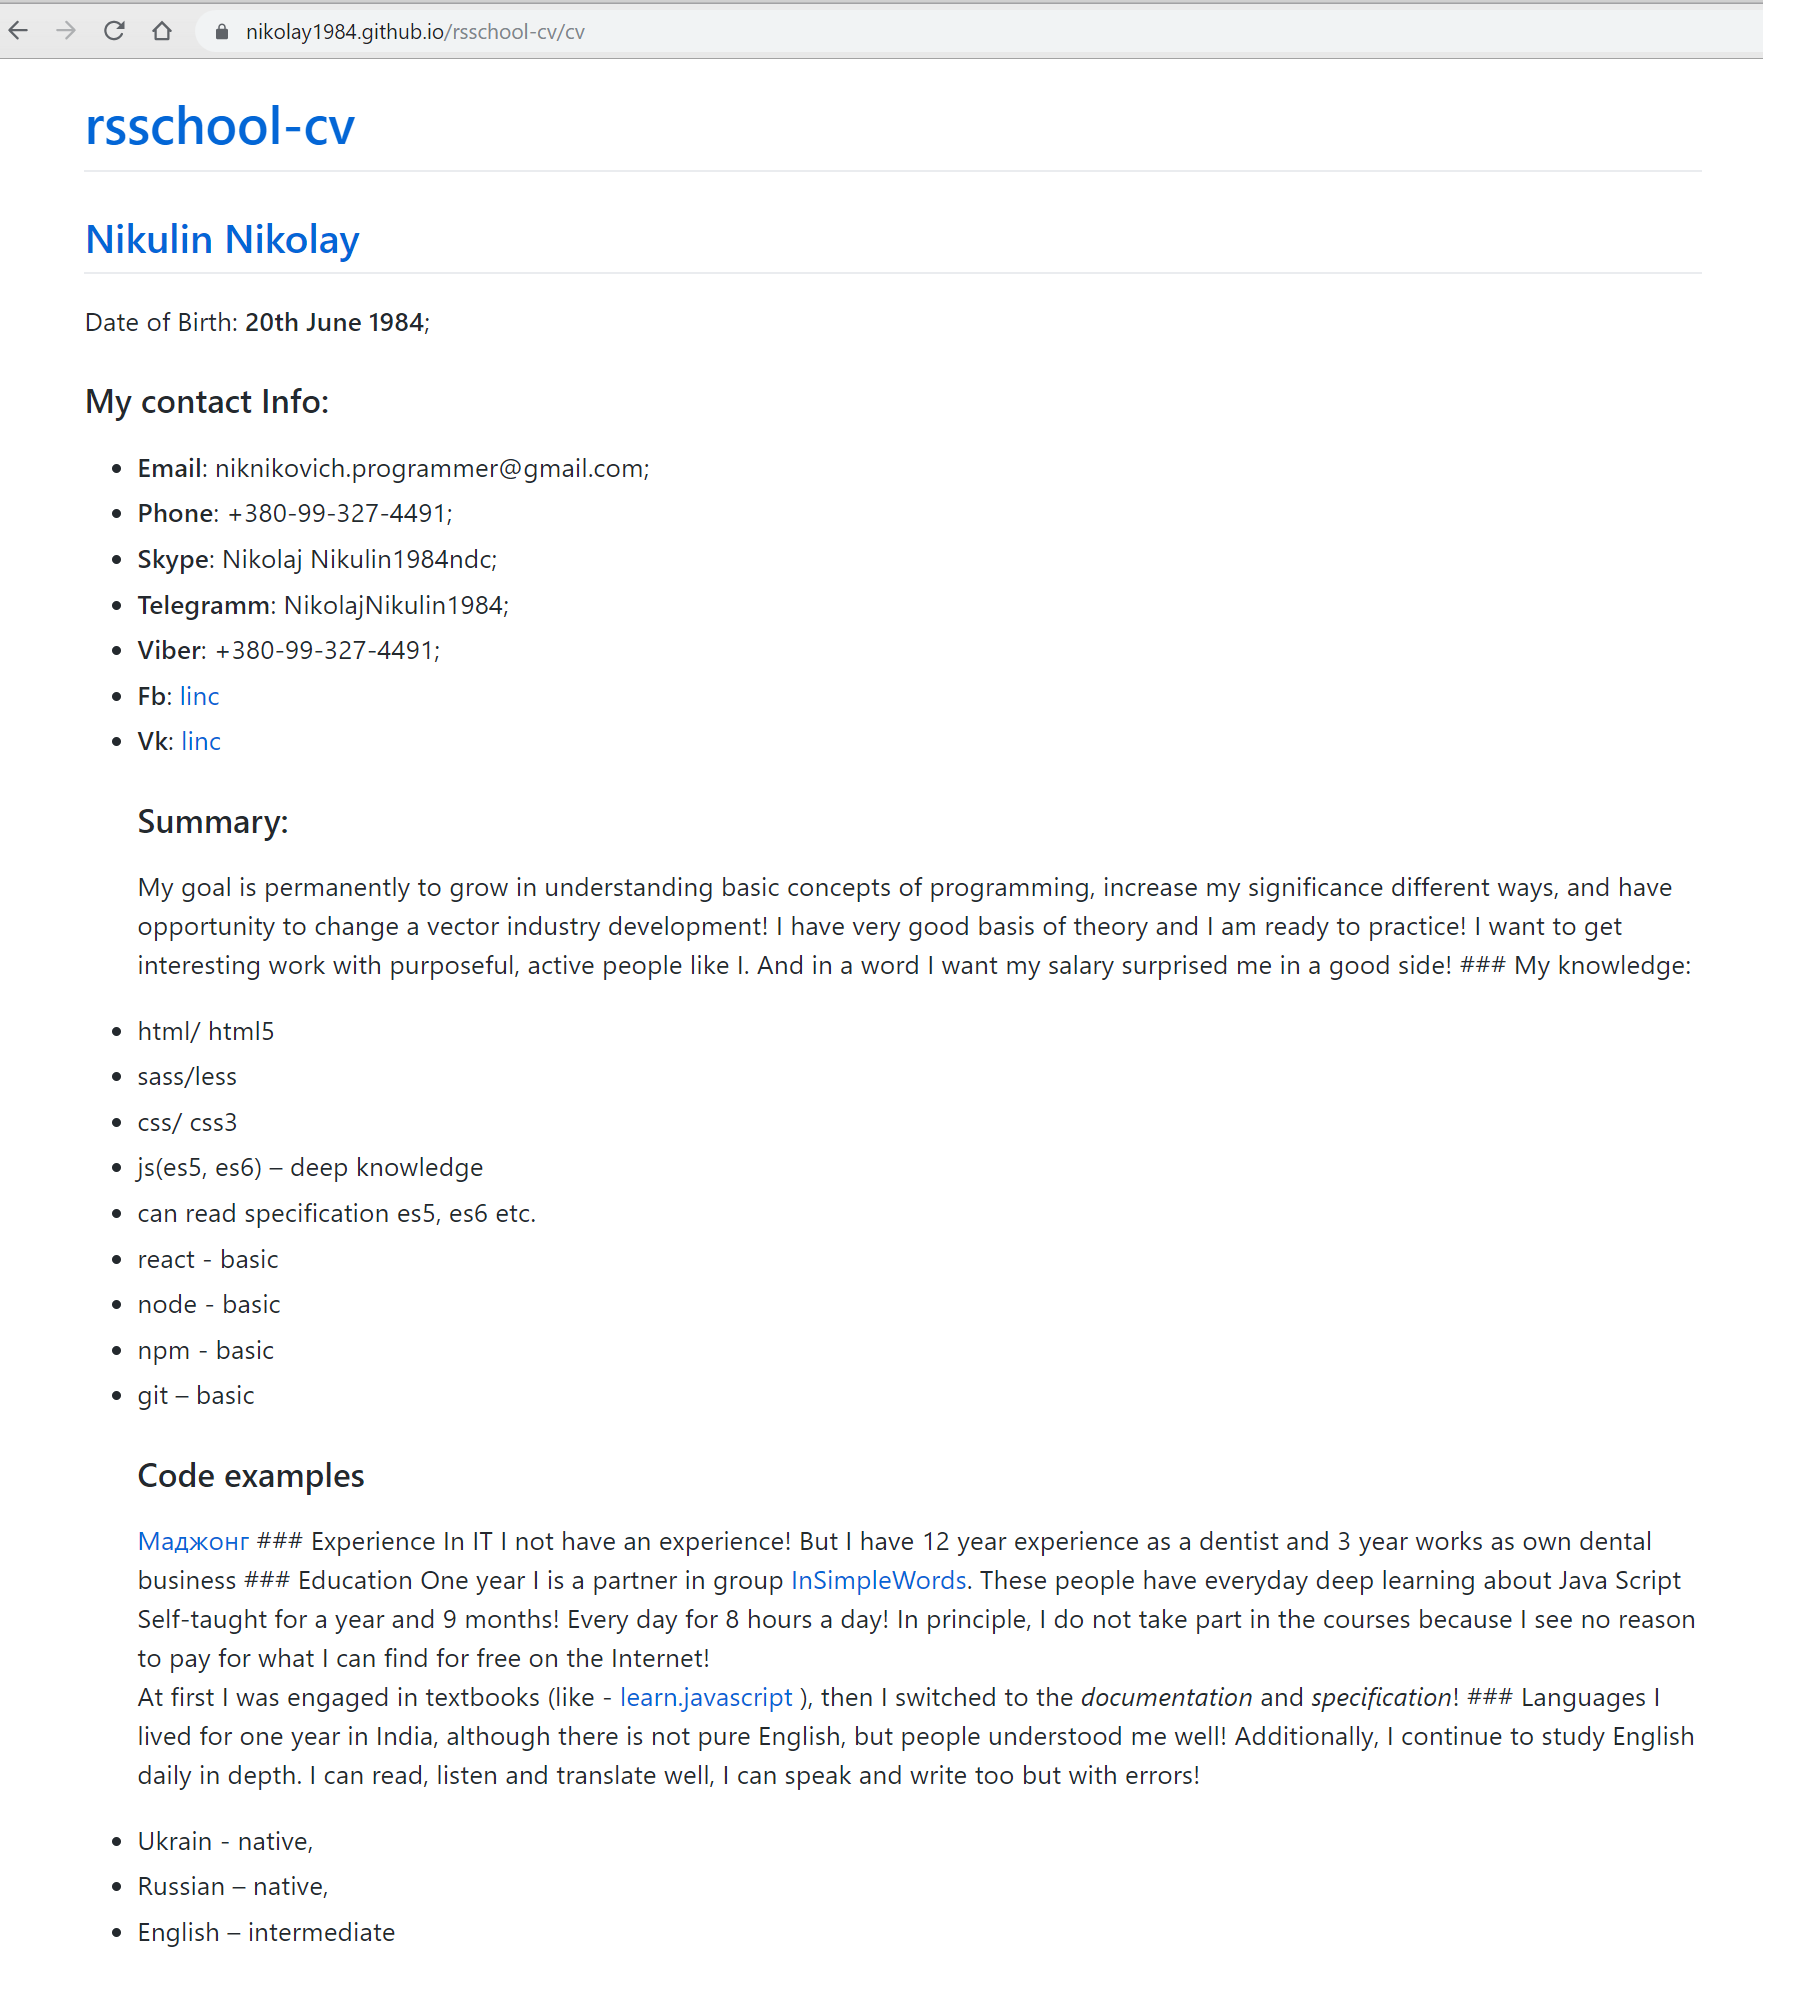 nikolay1984.github.io/rsschool-cv/cv
rsschool-cv
Nikulin Nikolay
Date of Birth: 20th June 1984;
My contact Info:
Email: niknikovich.programmer@gmail.com;
Phone: +380-99-327-4491;
Skype: Nikolaj Nikulin1984ndc;
Telegramm: NikolajNikulin1984;
Viber: +380-99-327-4491;
Fb: linc
Vk: linc
Summary:
My goal is permanently to grow in understanding basic concepts of programming, increase my significance different ways, and have
opportunity to change a vector industry development! I have very good basis of theory and I am ready to practice! I want to get
interesting work with purposeful, active people like I. And in a word I want my salary surprised me in a good side! ### My knowledge:
html/ html5
sass/less
css/ css3
js(es5, es6) – deep knowledge
can read specification es5, es6 etc.
react - basic
node - basic
npm - basic
git – basic
Code examples
Маджонг ### Experience In IT I not have an experience! But I have 12 year experience as a dentist and 3 year works as own dental
business ### Education One year I is a partner in group InSimpleWords. These people have everyday deep learning about Java Script
Self-taught for a year and 9 months! Every day for 8 hours a day! In principle, I do not take part in the courses because I see no reason
to pay for what I can find for free on the Internet!
At first I was engaged in textbooks (like - learn.javascript ), then I switched to the documentation and specification! ### Languages I
lived for one year in India, although there is not pure English, but people understood me well! Additionally, I continue to study English
daily in depth. I can read, listen and translate well, I can speak and write too but with errors!
Ukrain - native,
Russian – native,
English – intermediate